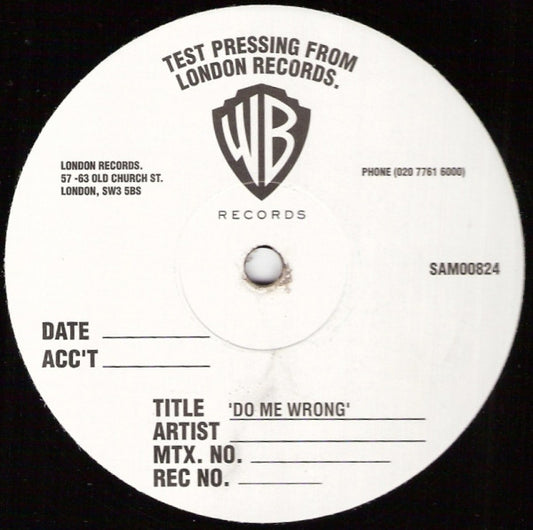 TEST PRESSING FROM
LONDON RECORDS.
WB
RECORDS
LONDON RECORDS.
57 -63 OLD CHURCH ST.
LONDON, SW3 5BS
PHONE (020 7761 6000)
SAM00824
DATE
ACC'T
TITLE 'DO ME WRONG'
ARTIST
MTX. NO.
REC NO.